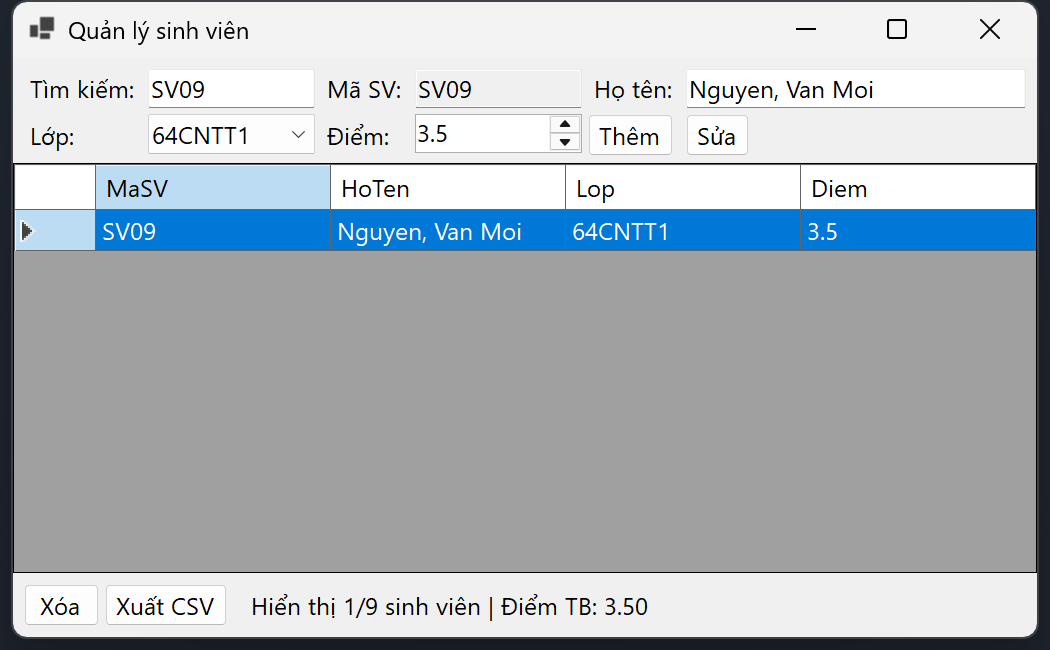 Quản lý sinh viên
Tìm kiếm: SV09 Mã SV: SV09 Họ tên: Nguyen, Van Moi
Lớp: 64CNTT1 Điểm: 3.5 Thêm Sửa
MaSV HoTen Lop Diem
SV09 Nguyen, Van Moi 64CNTT1 3.5
Xóa Xuất CSV Hiển thị 1/9 sinh viên | Điểm TB: 3.50